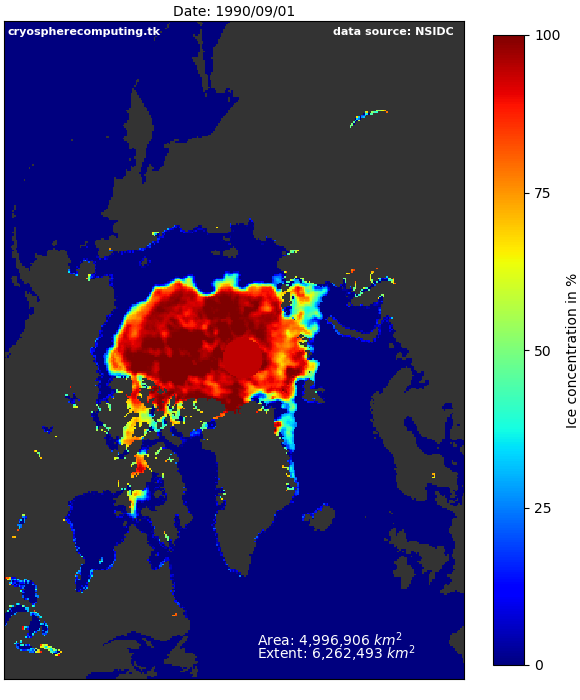 Date: 1990/09/01
cryospherecomputing.tk
data source: NSIDC
100
75
50
25
0
Ice concentration in %
Area: 4,996,906 km²
Extent: 6,262,493 km²